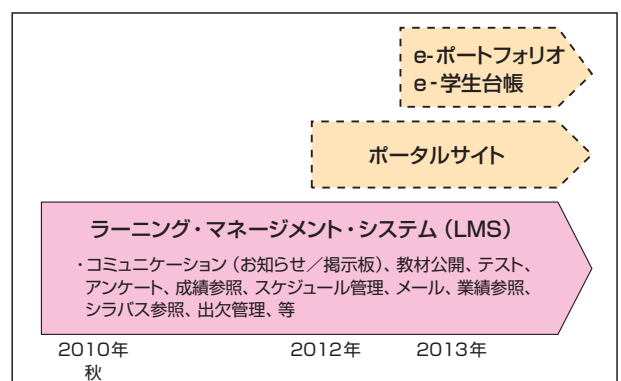 e-ポートフォリオ
e-学生台帳
ポータルサイト
ラーニング・マネージメント・システム（LMS）
・コミュニケーション（お知らせ／掲示板）、教材公開、テスト、
アンケート、成績参照、スケジュール管理、メール、業績参照、
シラバス参照、出欠管理、等
2010年
秋
2012年
2013年